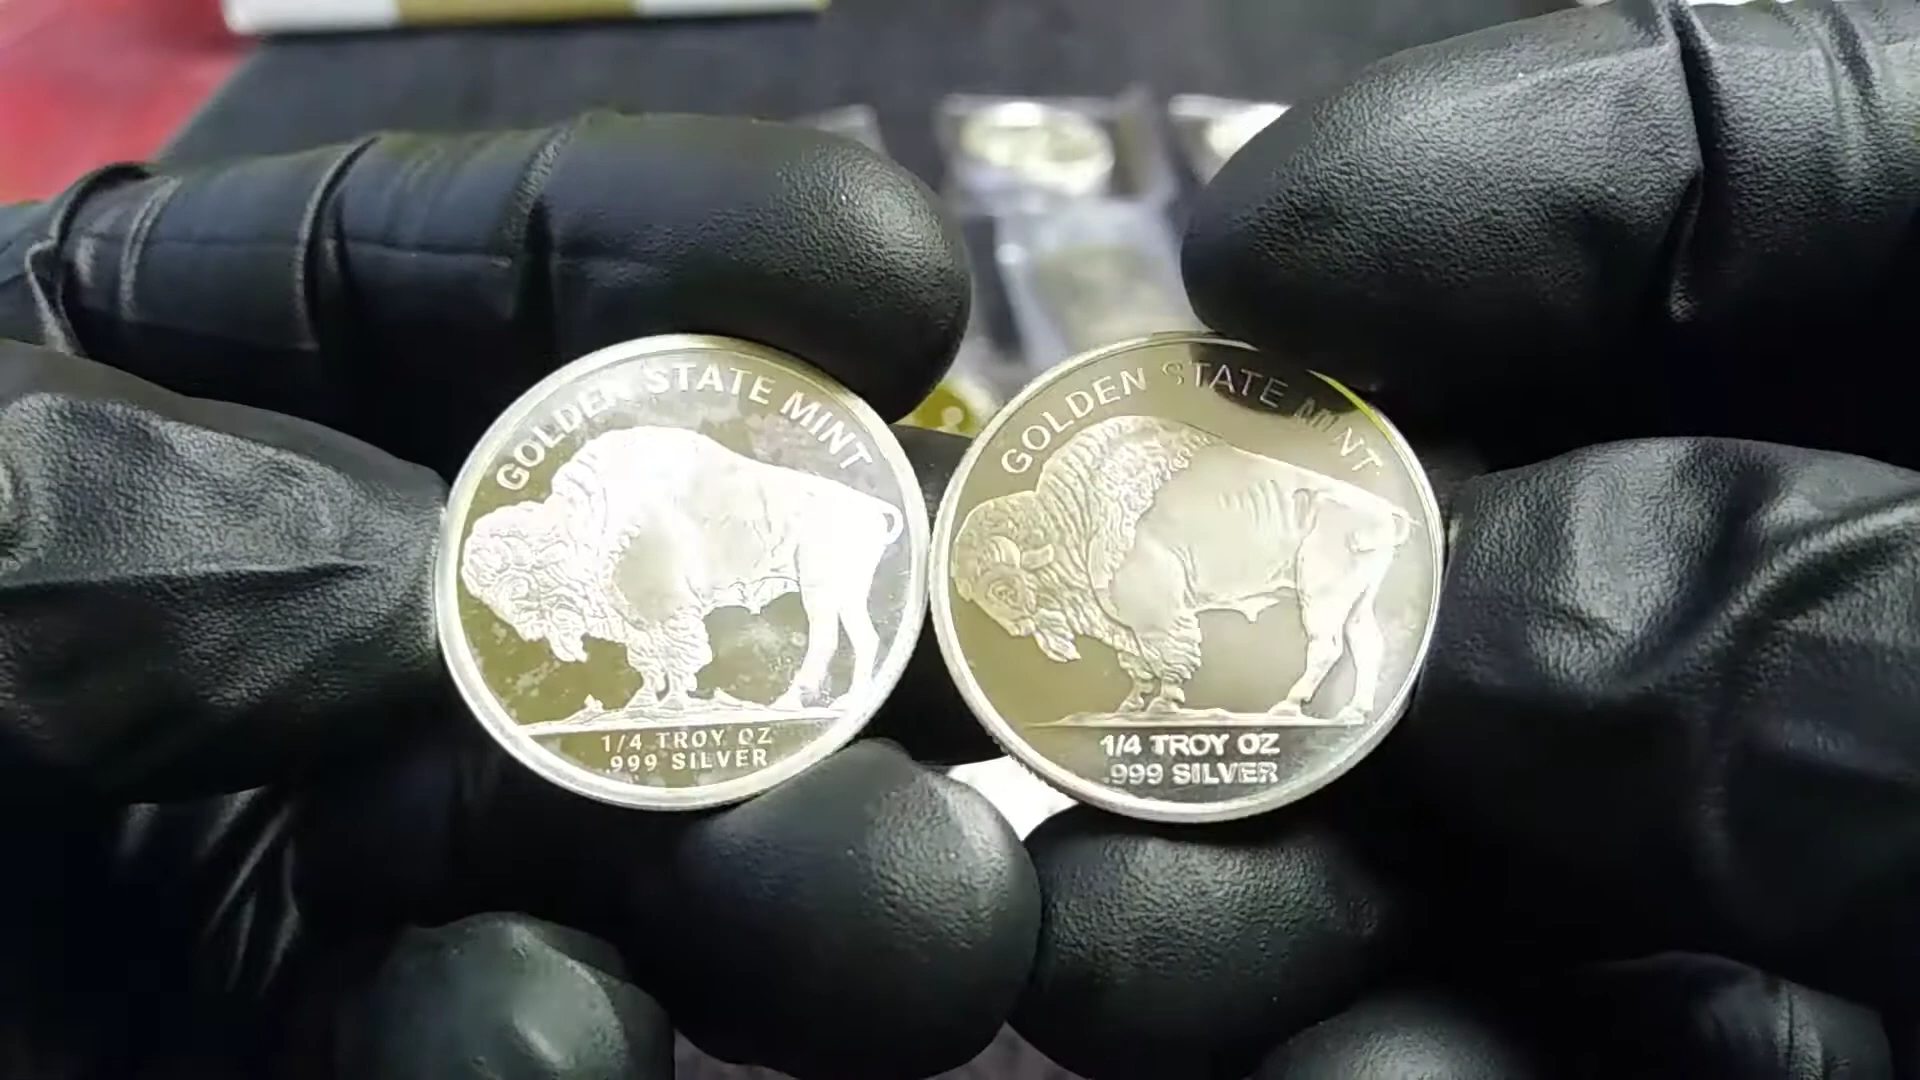 GOLDEN STATE MINT
1/4 TROY OZ
.999 SILVER
GOLDEN STATE MINT
1/4 TROY OZ
.999 SILVER